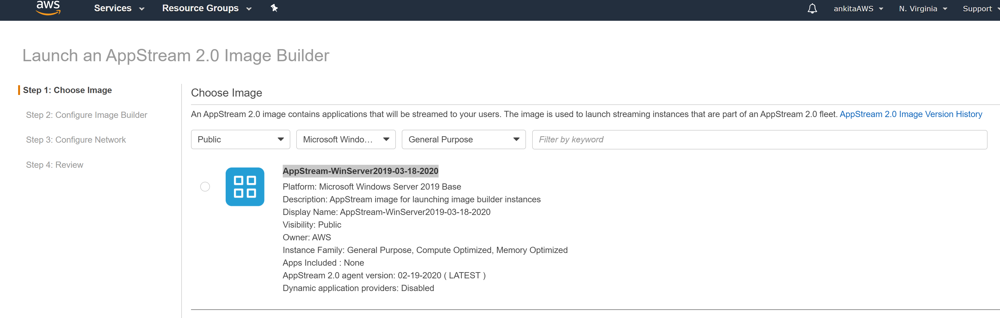 aws Services Resource Groups ankitaAWS N. Virginia Support
Launch an AppStream 2.0 Image Builder
Step 1: Choose Image
Step 2: Configure Image Builder
Step 3: Configure Network
Step 4: Review
Choose Image
An AppStream 2.0 image contains applications that will be streamed to your users. The image is used to launch streaming instances that are part of an AppStream 2.0 fleet. AppStream 2.0 Image Version History
Public Microsoft Windo... General Purpose Filter by keyword
AppStream-WinServer2019-03-18-2020
Platform: Microsoft Windows Server 2019 Base
Description: AppStream image for launching image builder instances
Display Name: AppStream-WinServer2019-03-18-2020
Visibility: Public
Owner: AWS
Instance Family: General Purpose, Compute Optimized, Memory Optimized
Apps Included : None
AppStream 2.0 agent version: 02-19-2020 ( LATEST )
Dynamic application providers: Disabled